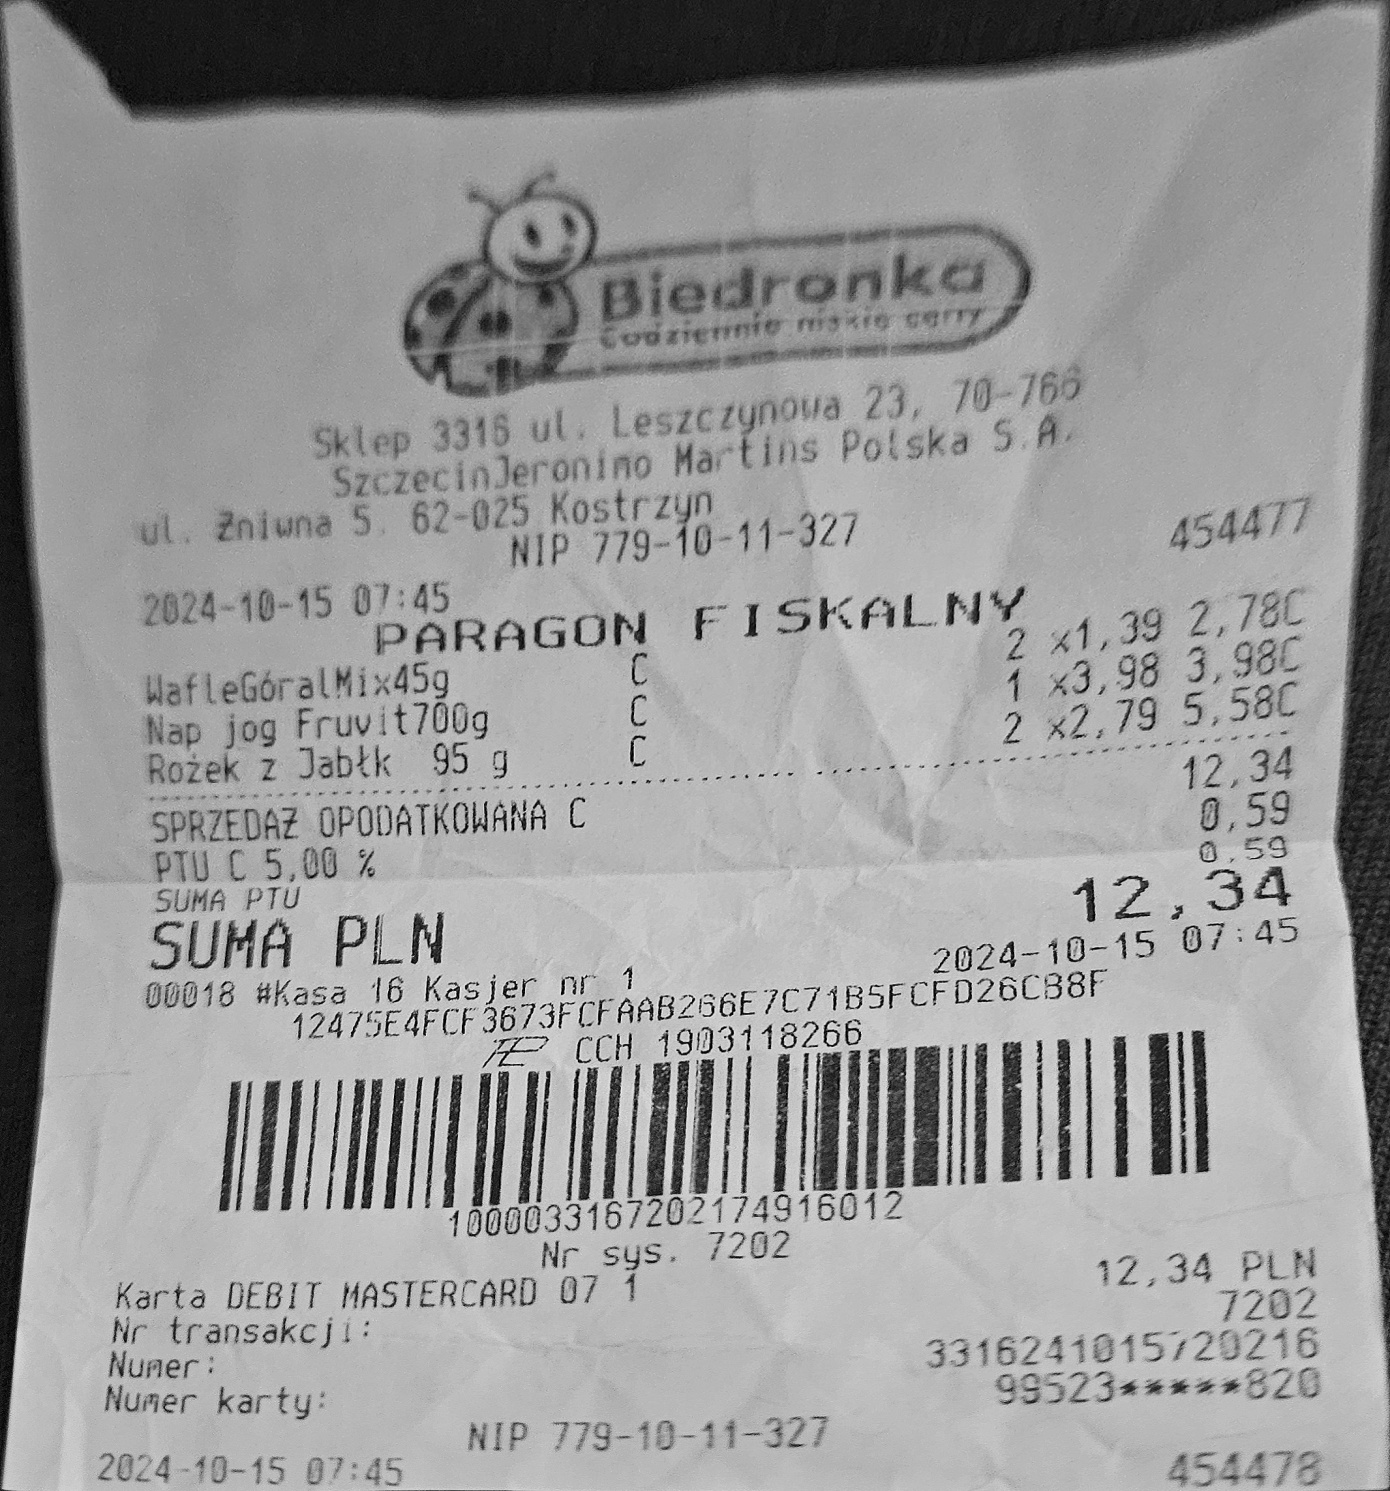 Biedronka
Codziennie niskie ceny
Sklep 3316 ul. Leszczynowa 23, 70-766
SzczecinJeronimo Martins Polska S.A.
ul. Żniwna 5. 62-025 Kostrzyn
NIP 779-10-11-327
2024-10-15 07:45 454477
PARAGON FISKALNY
WafleGóralMix45g C 2 x1,39 2,78C
Nap jog Fruvit700g C 1 x3,98 3,98C
Rożek z Jabłk 95 g C 2 x2,79 5,58C
SPRZEDAŻ OPODATKOWANA C 12,34
PTU C 5,00 % 0,59
SUMA PTU 0,59
SUMA PLN 12,34
00018 #Kasa 16 Kasjer nr 1 2024-10-15 07:45
12475E4FCF3673FCFAAB266E7C71B5FCFD26CB8F
CCH 1903118266
1000033167202174916012
Nr sys. 7202
Karta DEBIT MASTERCARD 07 1 12,34 PLN
Nr transakcji: 7202
Numer: 3316241015720216
Numer karty: 99523*****820
NIP 779-10-11-327
2024-10-15 07:45 454478